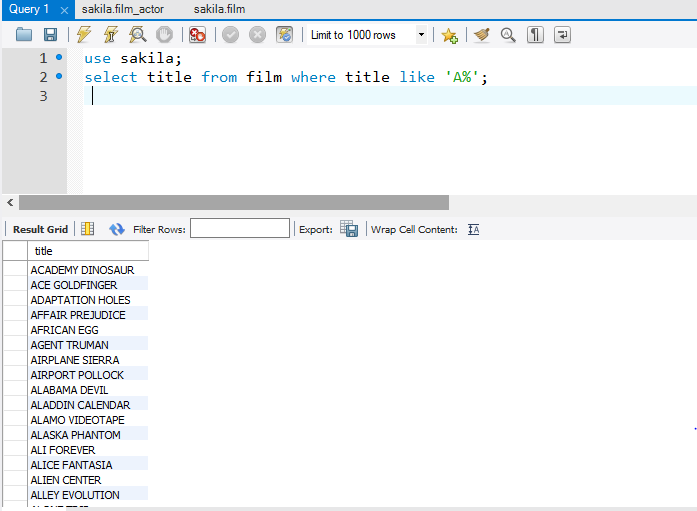 Query 1 sakila.film_actor sakila.film
Limit to 1000 rows
1 use sakila;
2 select title from film where title like 'A%';
3
Result Grid Filter Rows: Export: Wrap Cell Content: IA
title
ACADEMY DINOSAUR
ACE GOLDFINGER
ADAPTATION HOLES
AFFAIR PREJUDICE
AFRICAN EGG
AGENT TRUMAN
AIRPLANE SIERRA
AIRPORT POLLOCK
ALABAMA DEVIL
ALADDIN CALENDAR
ALAMO VIDEOTAPE
ALASKA PHANTOM
ALI FOREVER
ALICE FANTASIA
ALIEN CENTER
ALLEY EVOLUTION